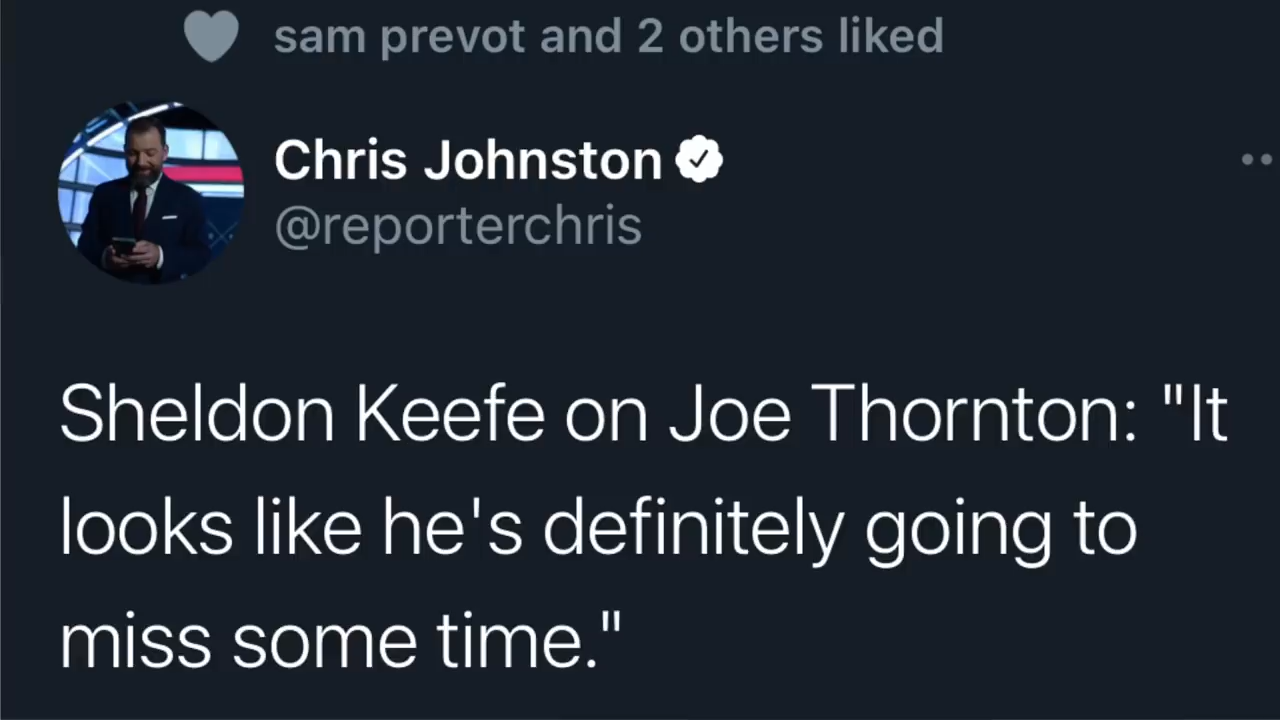 sam prevot and 2 others liked
Chris Johnston
@reporterchris
Sheldon Keefe on Joe Thornton: "It
looks like he's definitely going to
miss some time."